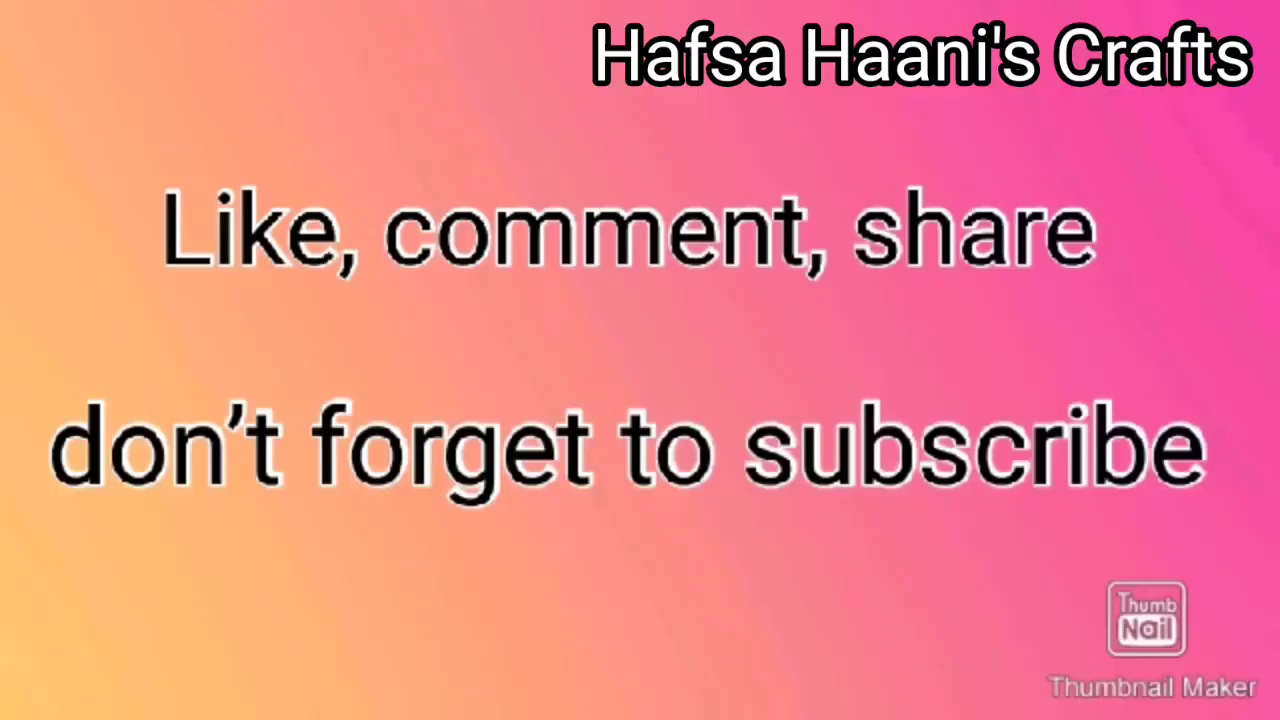 Hafsa Haani's Crafts
Like, comment, share
don’t forget to subscribe
Thumb
Nail
Thumbnail Maker